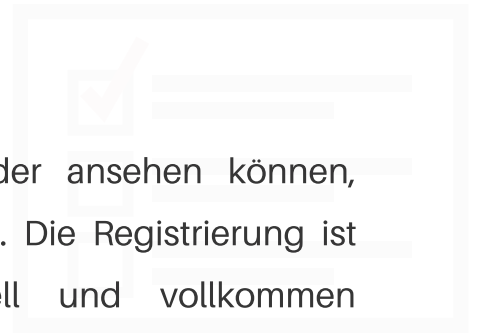 der ansehen können,
. Die Registrierung ist
ll und vollkommen